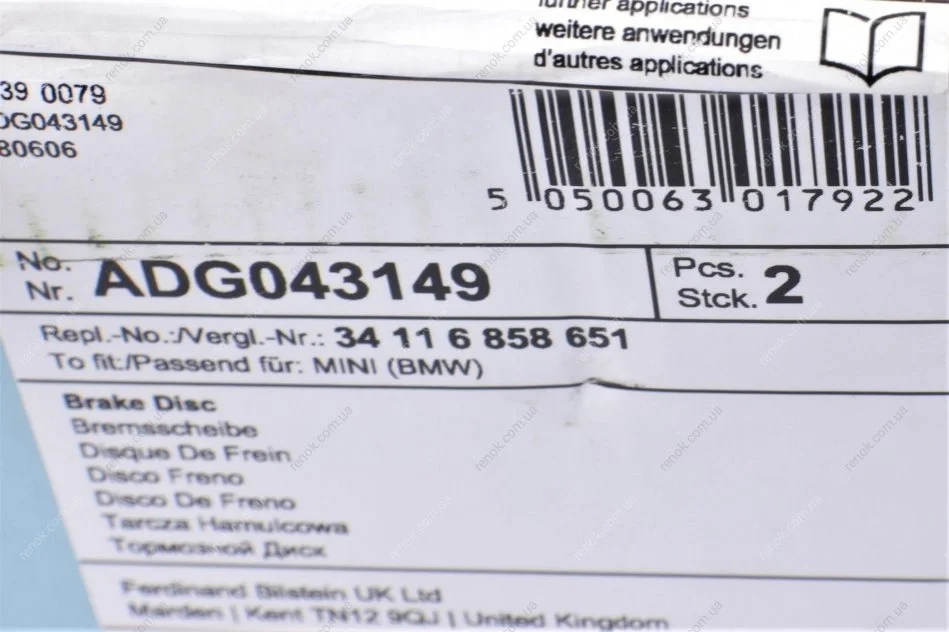 further applications
weitere anwendungen
d'autres applications
39 0079
DG043149
80606
5 050063 017922
No.
Nr. ADG043149
Pcs.
Stck. 2
Repl.-No.:/Vergl.-Nr.: 34 11 6 858 651
To fit:/Passend für: MINI (BMW)
Brake Disc
Bremsscheibe
Disque De Frein
Disco Freno
Disco De Freno
Tarcza Hamulcowa
Тормозной Диск
Ferdinand Bilstein UK Ltd
Marden | Kent TN12 9QJ | United Kingdom
renok.com.ua